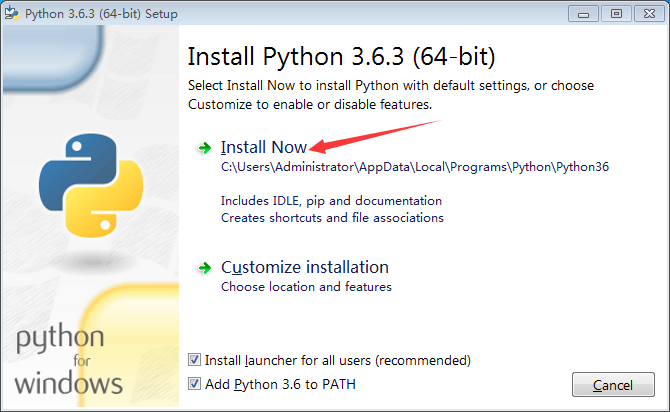 Python 3.6.3 (64-bit) Setup
Install Python 3.6.3 (64-bit)
Select Install Now to install Python with default settings, or choose
Customize to enable or disable features.
Install Now
C:\Users\Administrator\AppData\Local\Programs\Python\Python36
Includes IDLE, pip and documentation
Creates shortcuts and file associations
Customize installation
Choose location and features
python
for
windows
Install launcher for all users (recommended)
Add Python 3.6 to PATH
Cancel